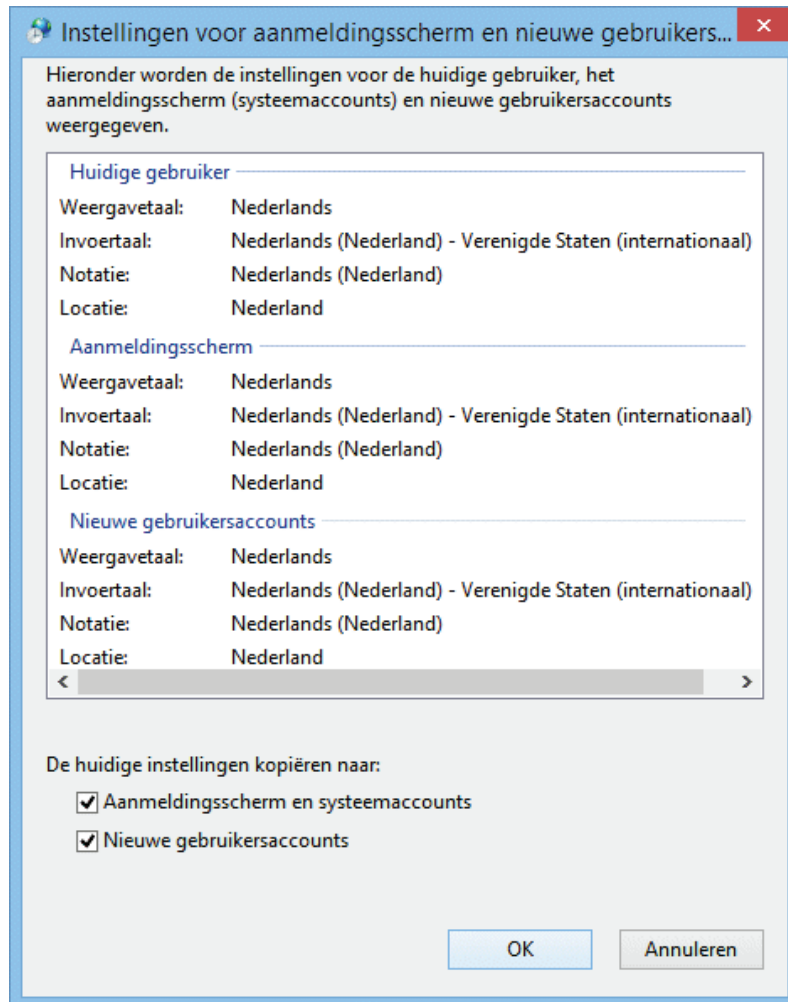 Instellingen voor aanmeldingsscherm en nieuwe gebruikers...
Hieronder worden de instellingen voor de huidige gebruiker, het
aanmeldingsscherm (systeemaccounts) en nieuwe gebruikersaccounts
weergegeven.
Huidige gebruiker
Weergavetaal: Nederlands
Invoertaal: Nederlands (Nederland) - Verenigde Staten (internationaal)
Notatie: Nederlands (Nederland)
Locatie: Nederland
Aanmeldingsscherm
Weergavetaal: Nederlands
Invoertaal: Nederlands (Nederland) - Verenigde Staten (internationaal)
Notatie: Nederlands (Nederland)
Locatie: Nederland
Nieuwe gebruikersaccounts
Weergavetaal: Nederlands
Invoertaal: Nederlands (Nederland) - Verenigde Staten (internationaal)
Notatie: Nederlands (Nederland)
Locatie: Nederland
De huidige instellingen kopiëren naar:
Aanmeldingsscherm en systeemaccounts
Nieuwe gebruikersaccounts
OK Annuleren